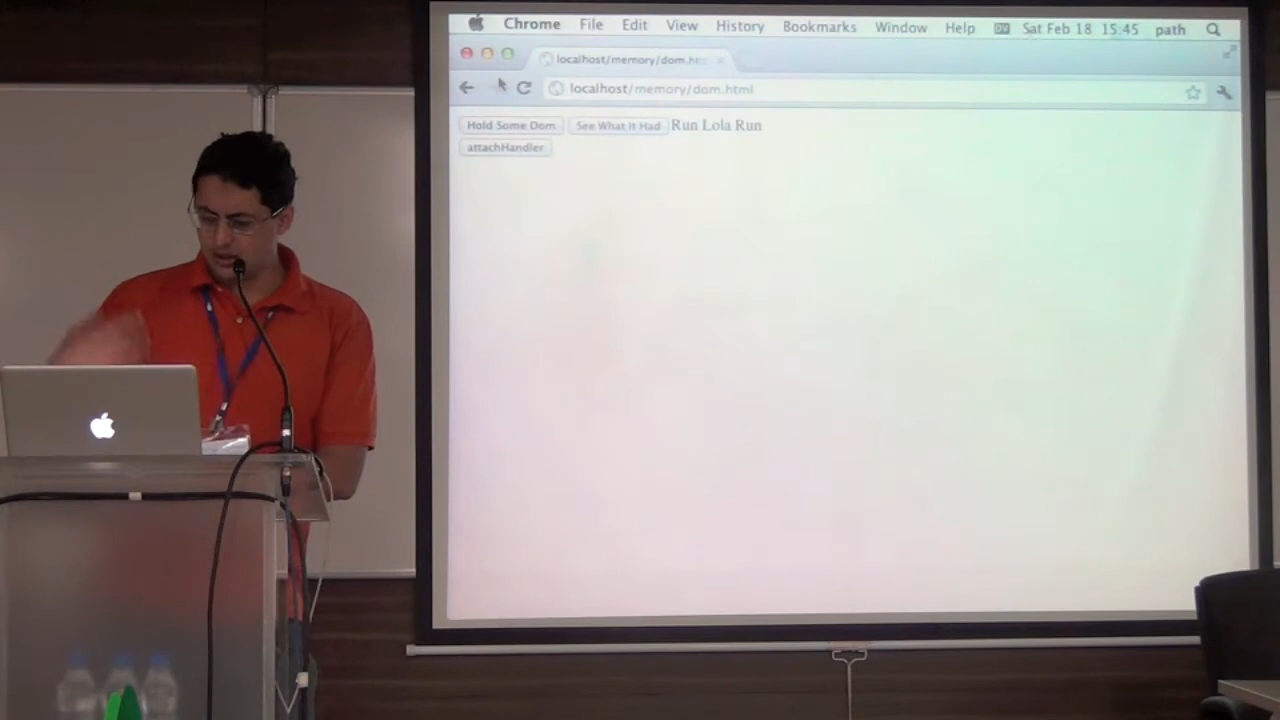 Chrome File Edit View History Bookmarks Window Help Sat Feb 18 15:45 path
localhost/memory/dom.ht
localhost/memory/dom.html
Hold Some Dom See What It Had Run Lola Run
attachHandler